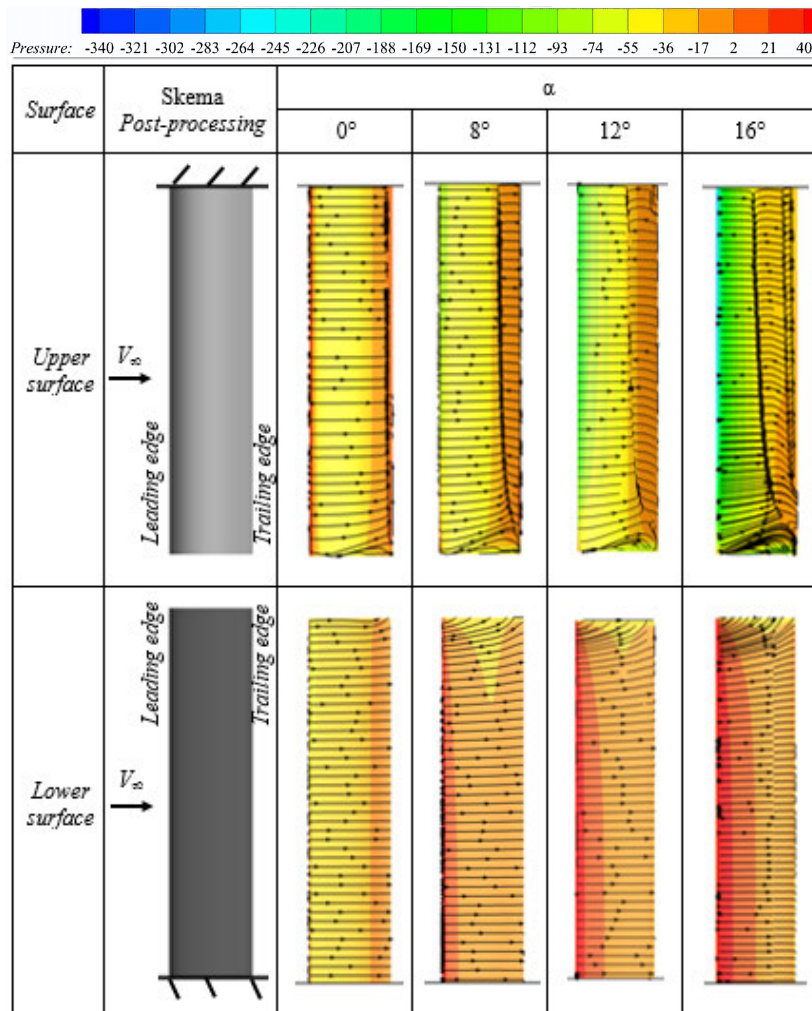 Pressure: -340 -321 -302 -283 -264 -245 -226 -207 -188 -169 -150 -131 -112 -93 -74 -55 -36 -17 2 21 40
Surface
Skema
Post-processing
α
0° 8° 12° 16°
Upper
surface
V∞
Leading edge
Trailing edge
Lower
surface
V∞
Leading edge
Trailing edge